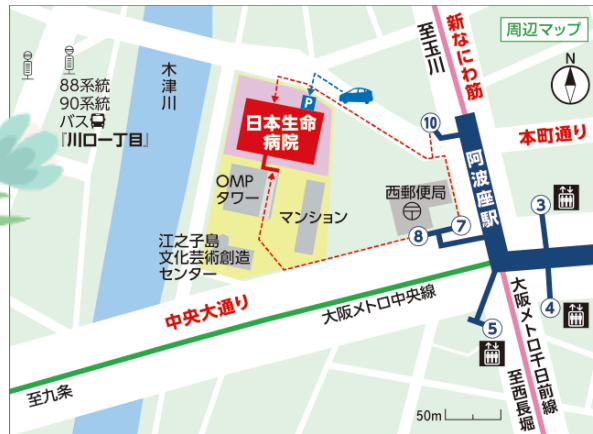 周辺マップ
N
至玉川
新なにわ筋
本町通り
88系統
90系統
バス
『川口一丁目』
木津川
P
日本生命
病院
OMP
タワー
マンション
西郵便局
〒
江之子島
文化芸術創造
センター
10
阿波座駅
7
8
3
4
5
中央大通り
大阪メトロ中央線
大阪メトロ千日前線
至西長堀
至九条
50m